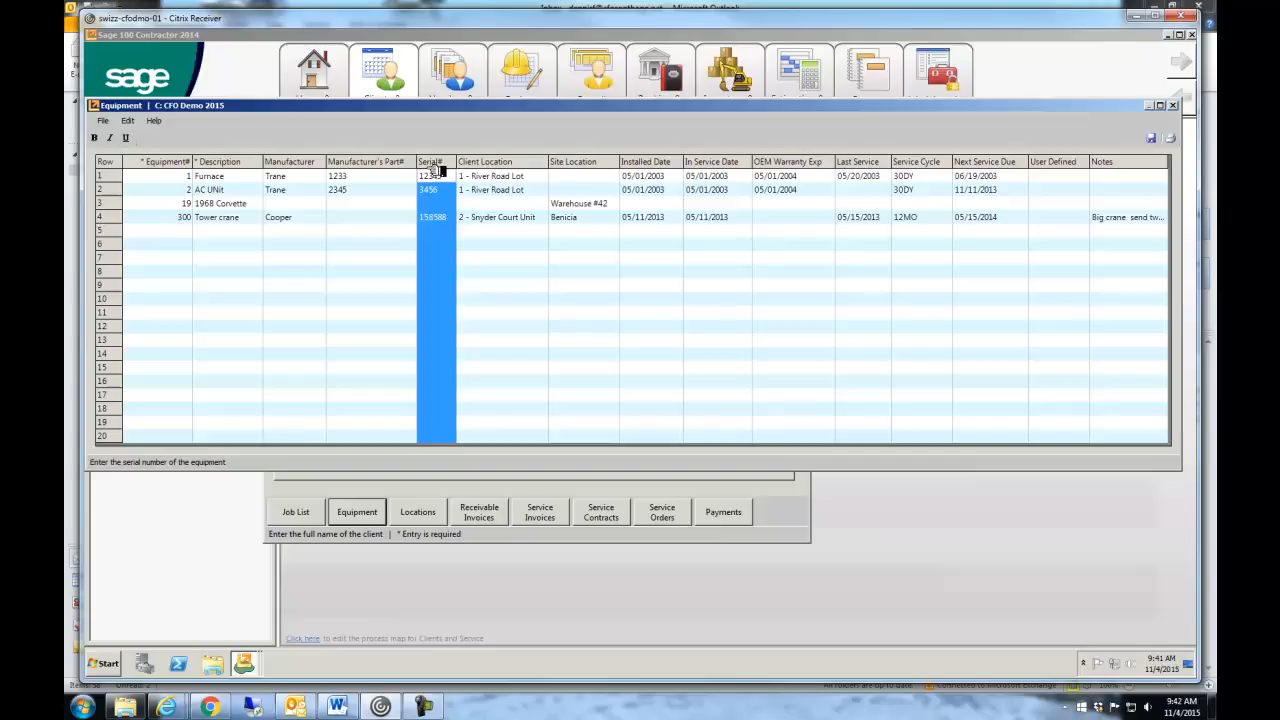 swizz-cfodmo-01 - Citrix Receiver
Sage 100 Contractor 2014
sage
Equipment | C: CFO Demo 2015
File Edit Help
B I U
Row * Equipment# * Description Manufacturer Manufacturer's Part# Serial# Client Location Site Location Installed Date In Service Date OEM Warranty Exp Last Service Service Cycle Next Service Due User Defined Notes
1 1 Furnace Trane 1233 1 - River Road Lot 05/01/2003 05/01/2003 05/01/2004 05/20/2003 30DY 06/19/2003
2 2 AC UNit Trane 2345 3456 1 - River Road Lot 05/01/2003 05/01/2003 05/01/2004 30DY 11/11/2013
3 19 1968 Corvette Warehouse #42
4 300 Tower crane Cooper 158588 2 - Snyder Court Unit Benicia 05/11/2013 05/11/2013 05/15/2013 12MO 05/15/2014 Big crane send tw...
5
6
7
8
9
10
11
12
13
14
15
16
17
18
19
20
Enter the serial number of the equipment
Job List Equipment Locations Receivable Invoices Service Invoices Service Contracts Service Orders Payments
Enter the full name of the client | * Entry is required
Click here to edit the process map for Clients and Service
Start
9:41 AM
11/4/2015
9:42 AM
11/4/2015